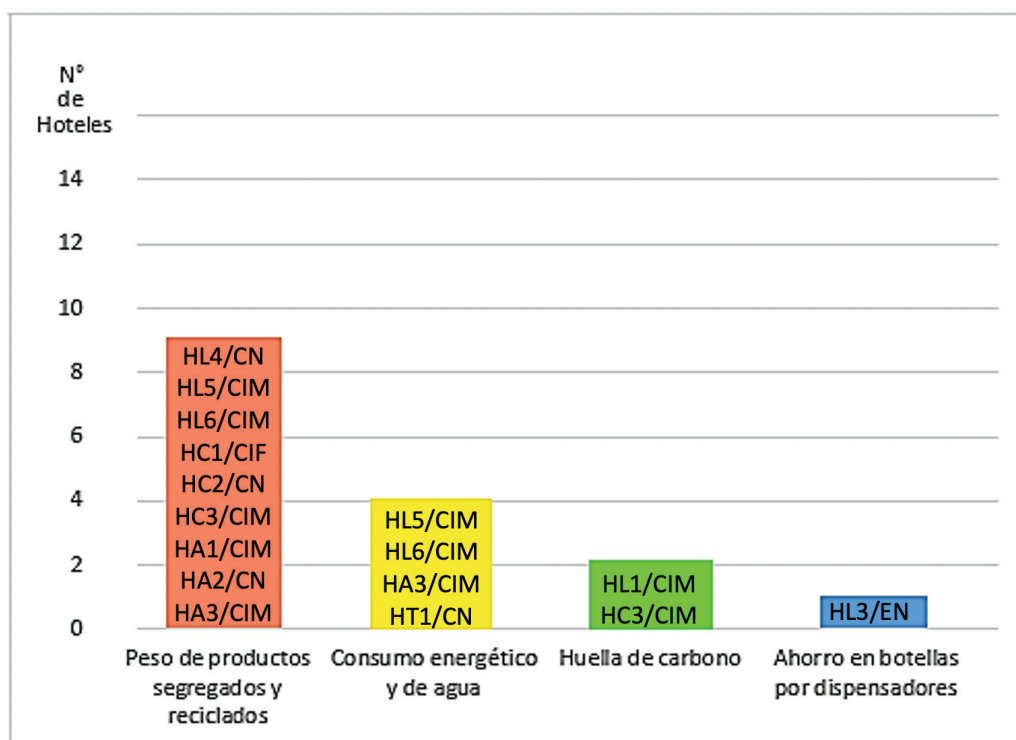 N°
de
Hoteles
14
12
10
8
6
4
2
0
HL4/CN
HL5/CIM
HL6/CIM
HC1/CIF
HC2/CN
HC3/CIM
HA1/CIM
HA2/CN
HA3/CIM
HL5/CIM
HL6/CIM
HA3/CIM
HT1/CN
HL1/CIM
HC3/CIM
HL3/EN
Peso de productos
segregados y
reciclados
Consumo energético
y de agua
Huella de carbono
Ahorro en botellas
por dispensadores